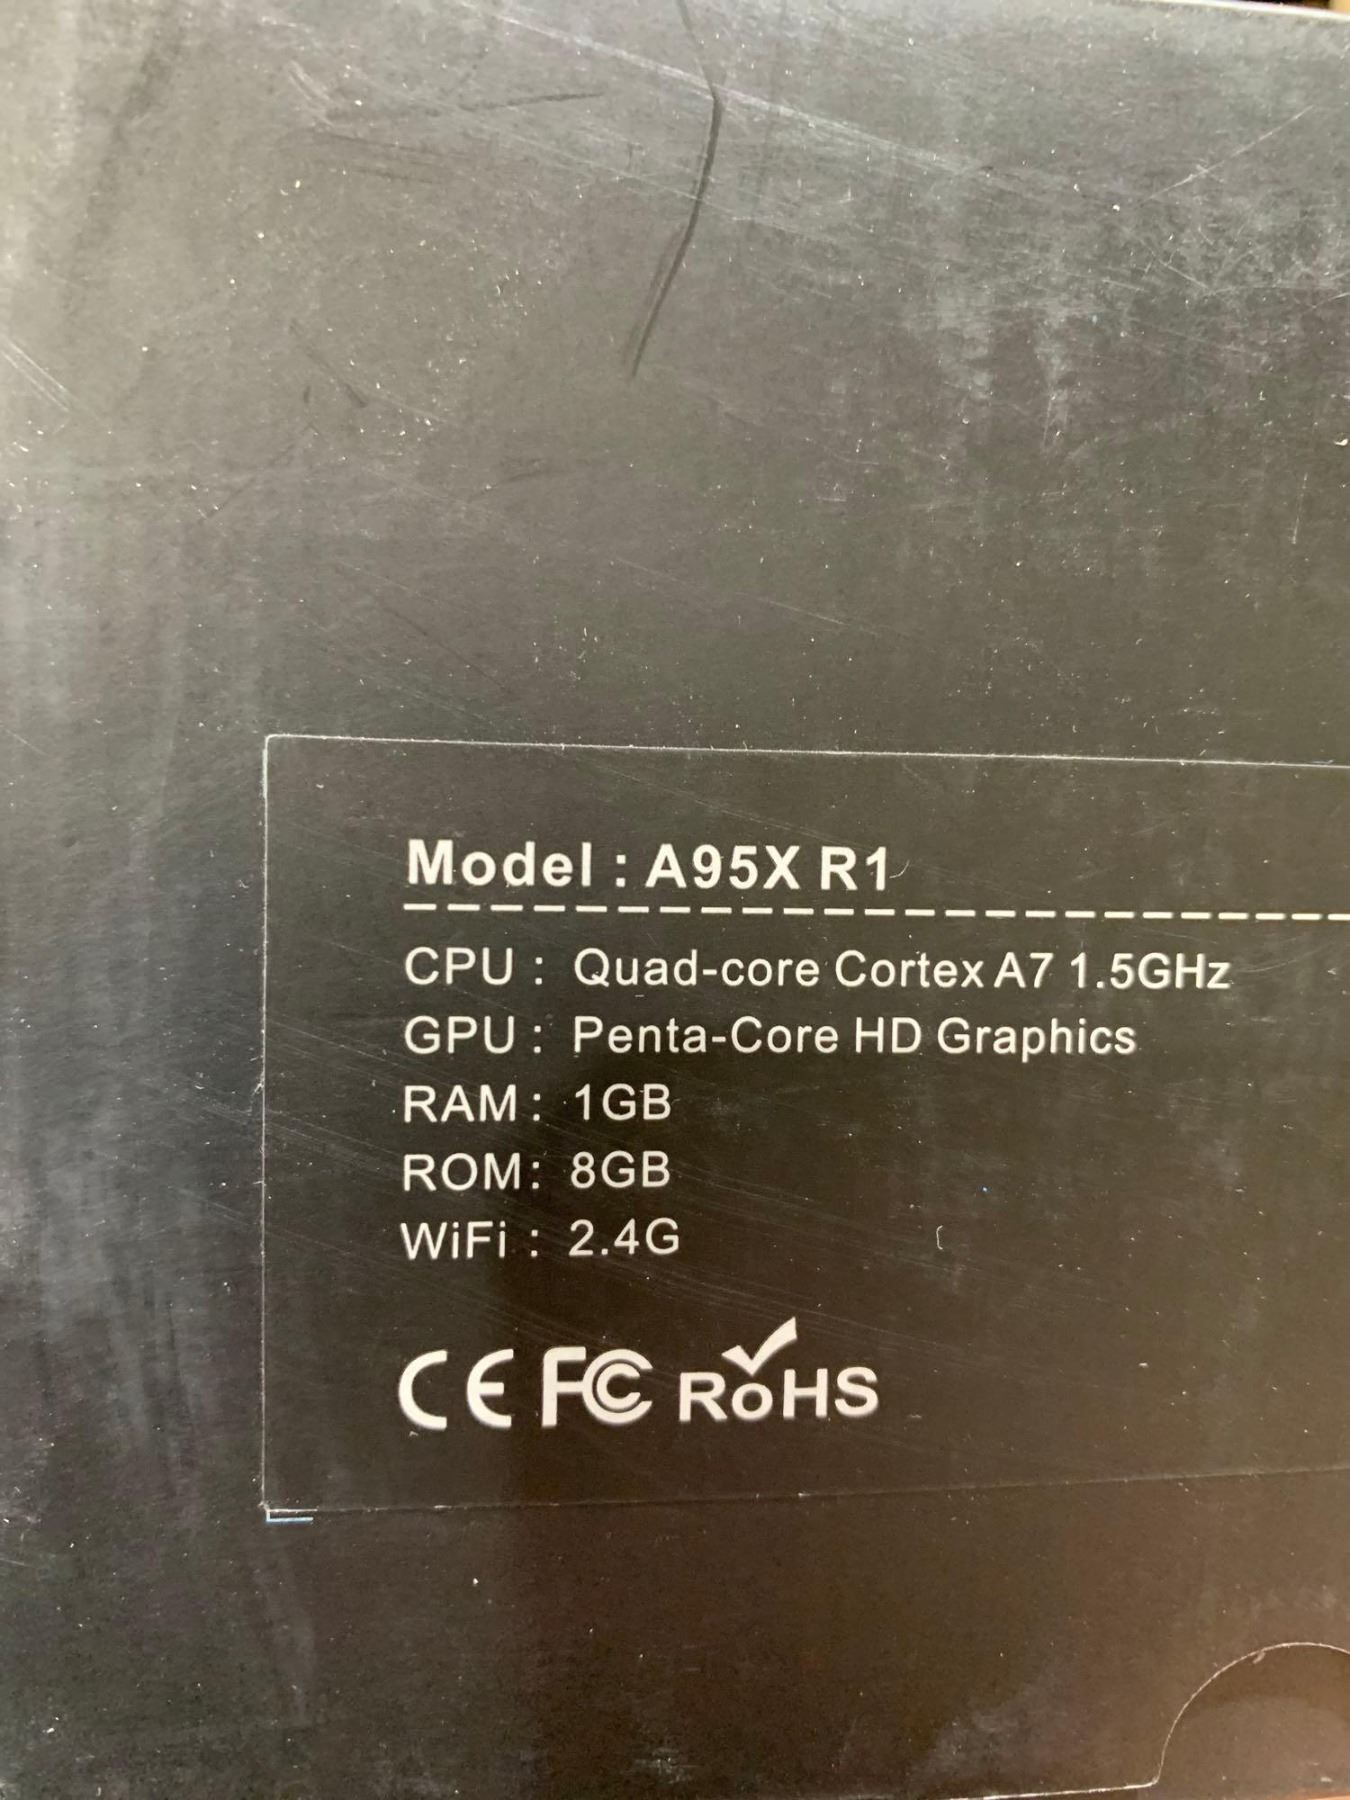 Model : A95X R1
CPU : Quad-core Cortex A7 1.5GHz
GPU : Penta-Core HD Graphics
RAM : 1GB
ROM : 8GB
WiFi : 2.4G
CE FC RoHS